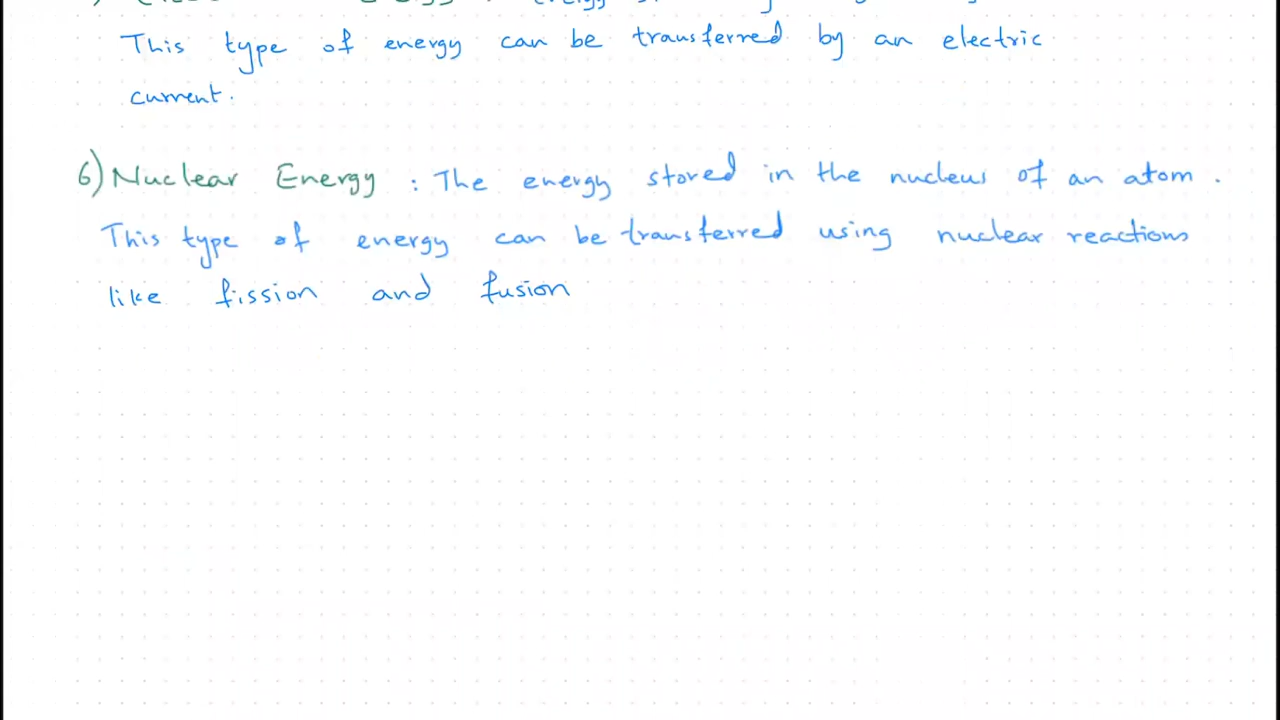 This type of energy can be transferred by an electric
current.
6) Nuclear Energy : The energy stored in the nucleus of an atom .
This type of energy can be transferred using nuclear reactions
like fission and fusion